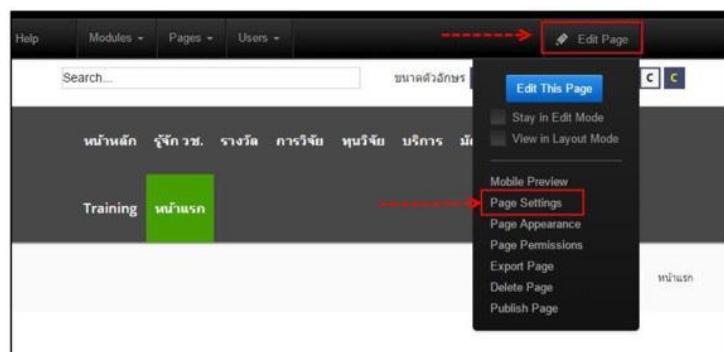 Help Modules Pages Users Edit Page
Search... ขนาดตัวอักษร C C
Edit This Page
Stay in Edit Mode
View in Layout Mode
หน้าหลัก รู้จัก วช. รางวัล การวิจัย ทุนวิจัย บริการ
Mobile Preview
Page Settings
Training หน้าแรก
Page Appearance
Page Permissions
Export Page
หน้าแรก
Delete Page
Publish Page